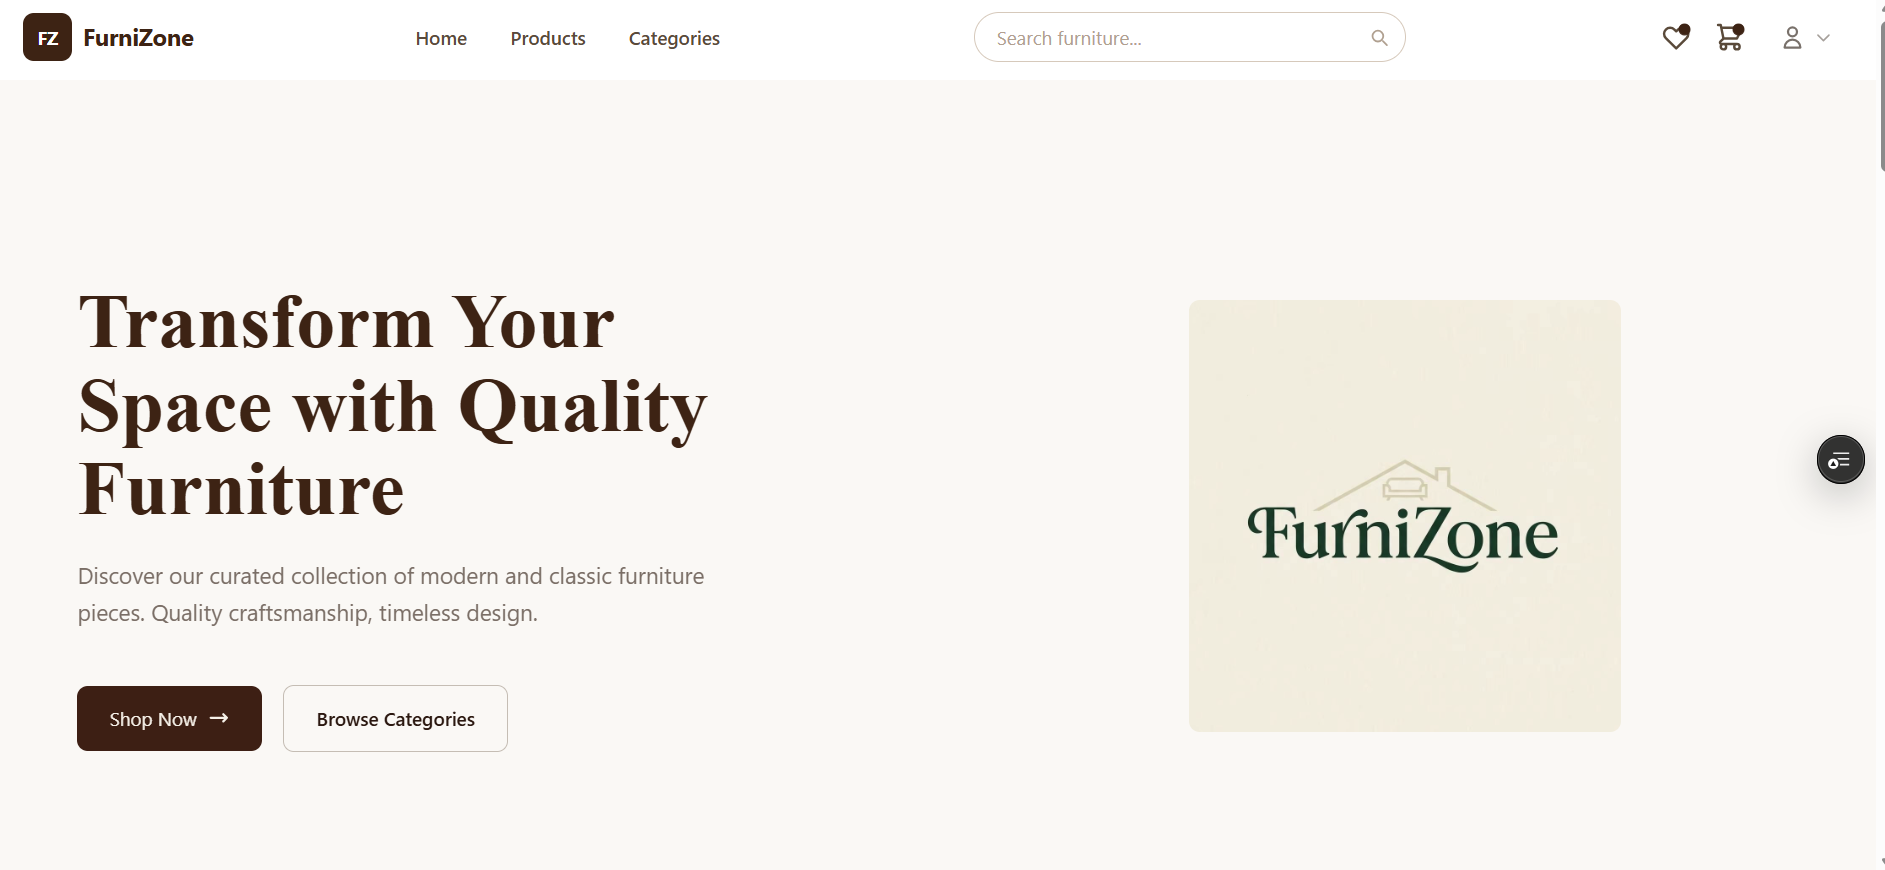 FZ
FurniZone
Home
Products
Categories
Search furniture...
Transform Your
Space with Quality
Furniture
Discover our curated collection of modern and classic furniture
pieces. Quality craftsmanship, timeless design.
Shop Now →
Browse Categories
FurniZone